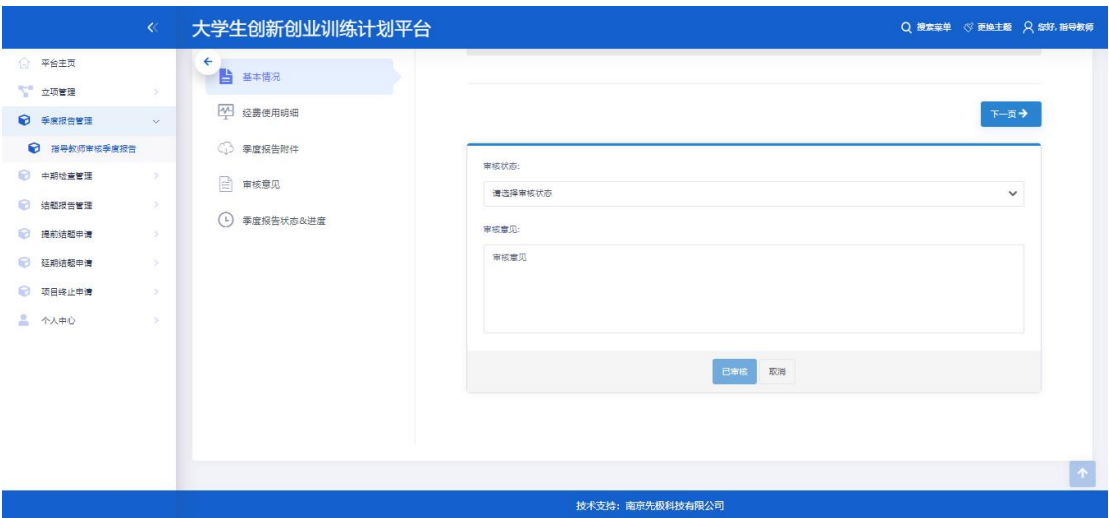 大学生创新创业训练计划平台
搜索菜单
更换主题
您好, 指导教师
平台主页
立项管理
季度报告管理
指导教师审核季度报告
中期检查管理
结题报告管理
提前结题申请
延期结题申请
项目终止申请
个人中心
基本情况
经费使用明细
季度报告附件
审核意见
季度报告状态&进度
下一页
审核状态:
请选择审核状态
审核意见:
审核意见
已审核
取消
技术支持：南京先极科技有限公司